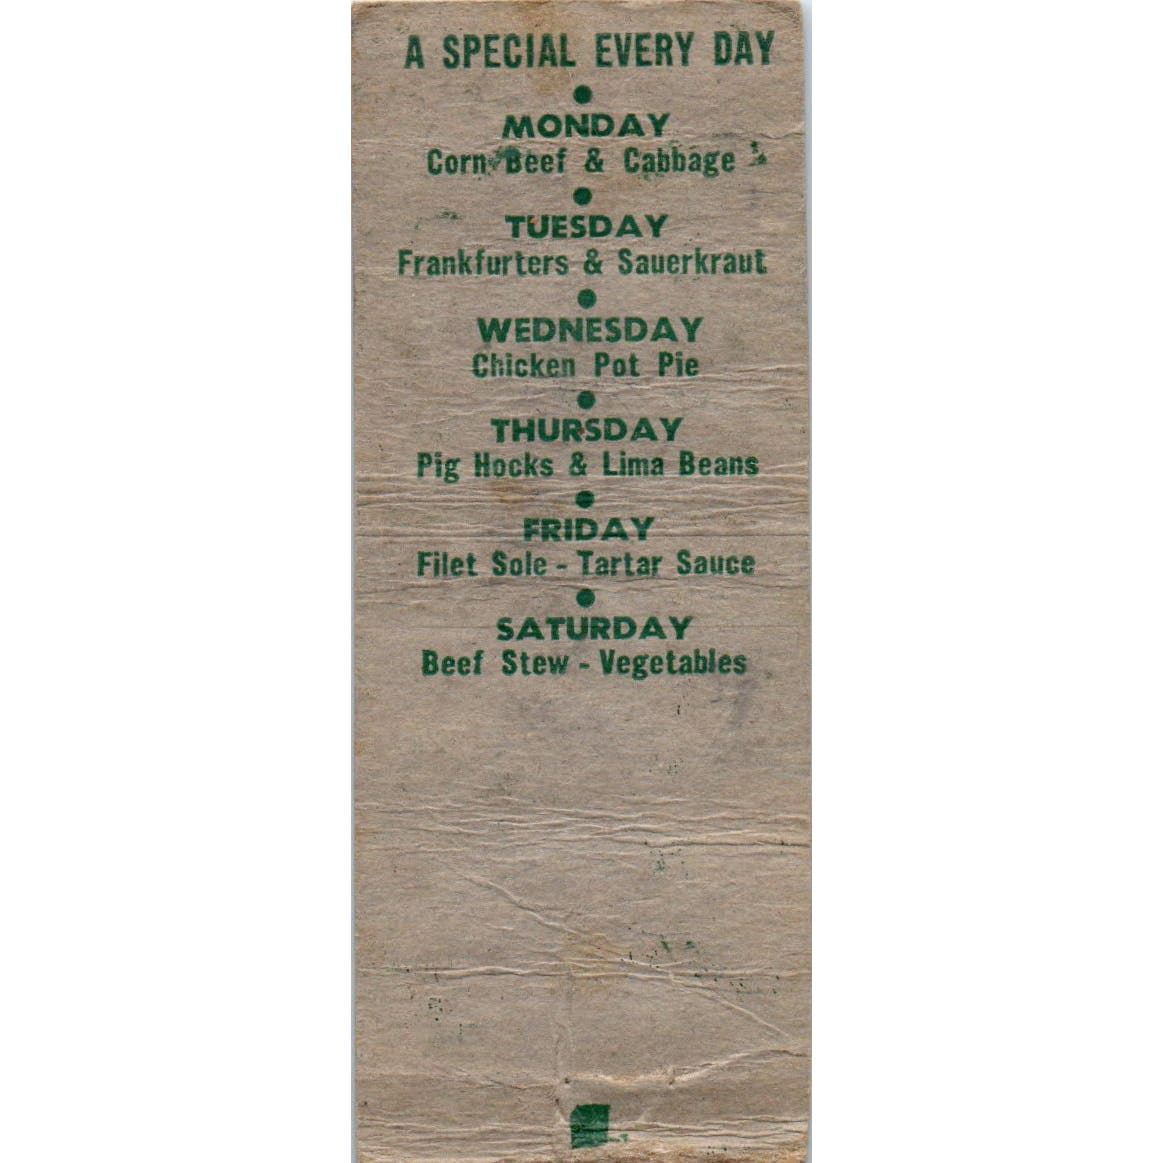 A SPECIAL EVERY DAY
MONDAY
Corn Beef & Cabbage
TUESDAY
Frankfurters & Sauerkraut
WEDNESDAY
Chicken Pot Pie
THURSDAY
Pig Hocks & Lima Beans
FRIDAY
Filet Sole - Tartar Sauce
SATURDAY
Beef Stew - Vegetables